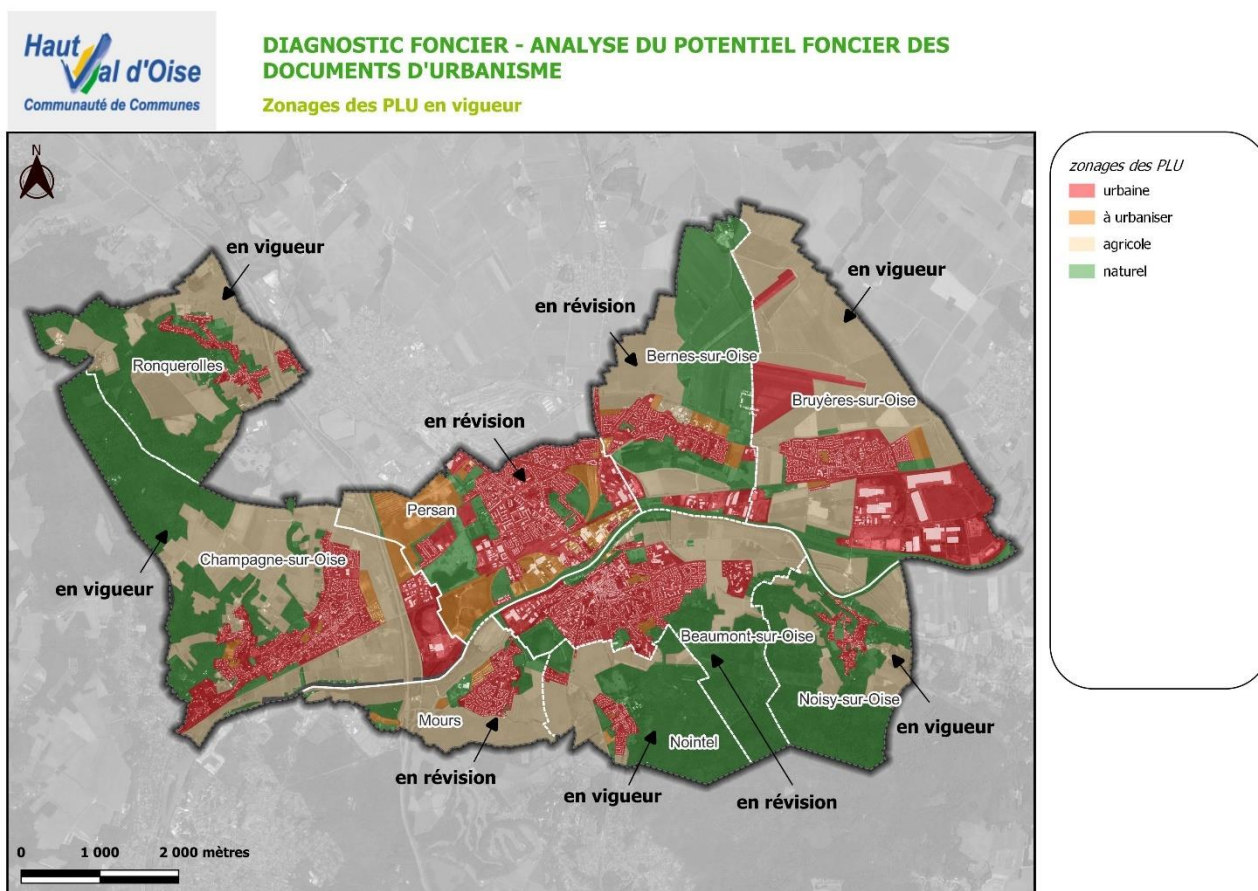 Haut
Val d'Oise
Communauté de Communes
DIAGNOSTIC FONCIER - ANALYSE DU POTENTIEL FONCIER DES
DOCUMENTS D'URBANISME
Zonages des PLU en vigueur
N
zonages des PLU
urbaine
à urbaniser
agricole
naturel
en vigueur
en révision
en vigueur
Bernes-sur-Oise
Ronquerolles
Bruyères-sur-Oise
en révision
Persan
Champagne-sur-Oise
en vigueur
Beaumont-sur-Oise
Noisy-sur-Oise
Mours
en vigueur
Nointel
en révision
en vigueur
en révision
0 1 000 2 000 mètres